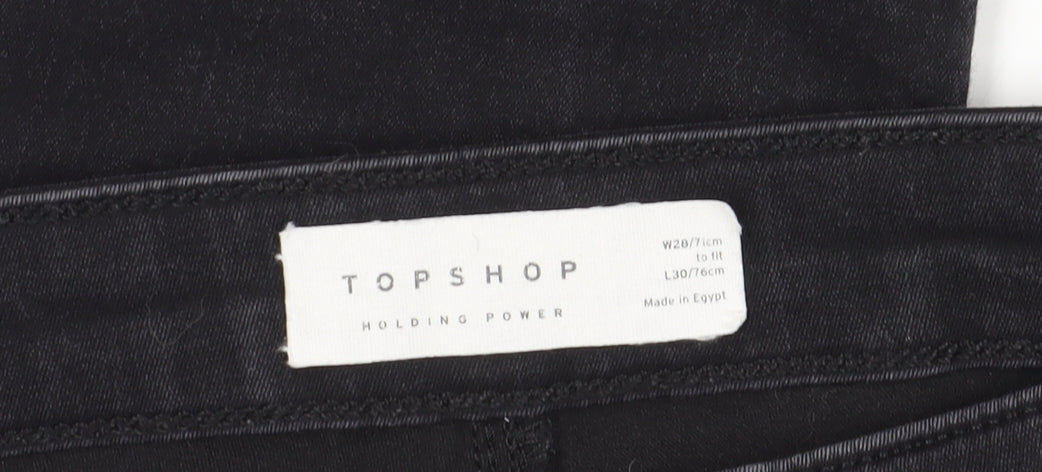 TOPSHOP
HOLDING POWER
W28/71cm
to fit
L30/76cm
Made in Egypt